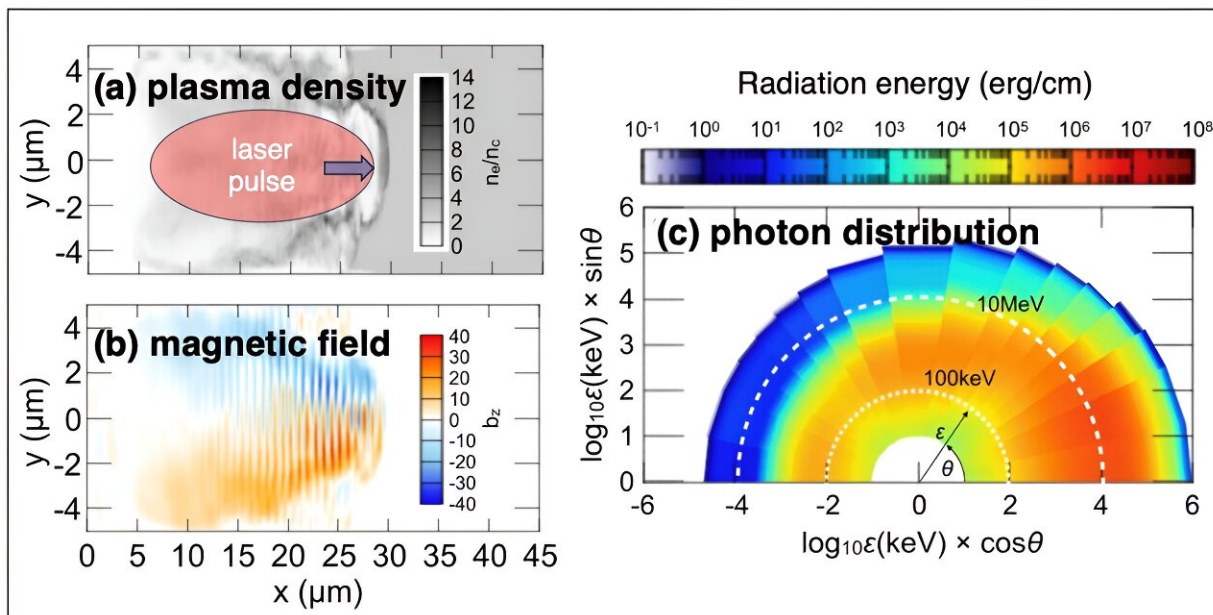 (a) plasma density
laser
pulse
y (μm)
4
2
0
-2
-4
14
12
10
8
6
4
2
0
nₑ/n꜀
(b) magnetic field
y (μm)
4
2
0
-2
-4
40
30
20
10
0
-10
-20
-30
-40
b_z
0 5 10 15 20 25 30 35 40 45
x (μm)
Radiation energy (erg/cm)
10⁻¹ 10⁰ 10¹ 10² 10³ 10⁴ 10⁵ 10⁶ 10⁷ 10⁸
(c) photon distribution
log₁₀ε(keV) × sinθ
6
5
4
3
2
1
0
10MeV
100keV
ε
θ
-6 -4 -2 0 2 4 6
log₁₀ε(keV) × cosθ